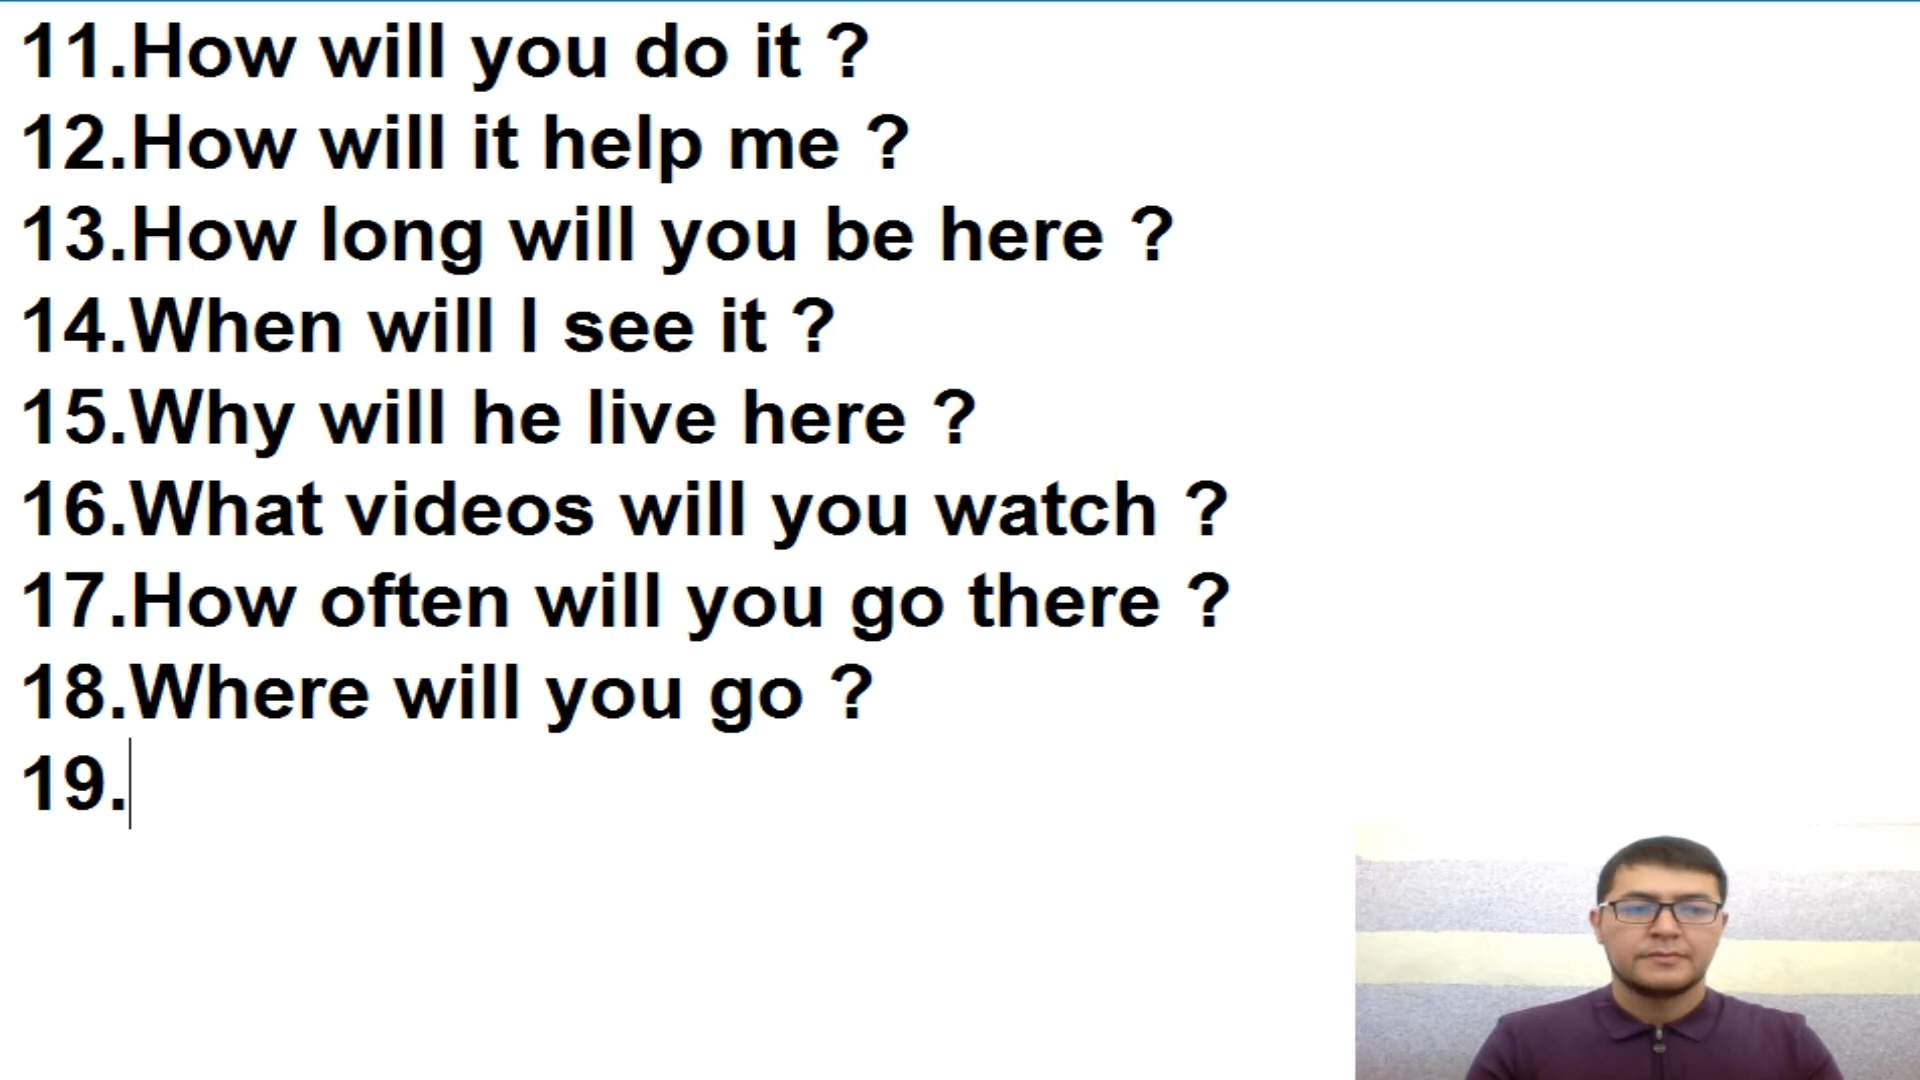 11.How will you do it ?
12.How will it help me ?
13.How long will you be here ?
14.When will I see it ?
15.Why will he live here ?
16.What videos will you watch ?
17.How often will you go there ?
18.Where will you go ?
19.